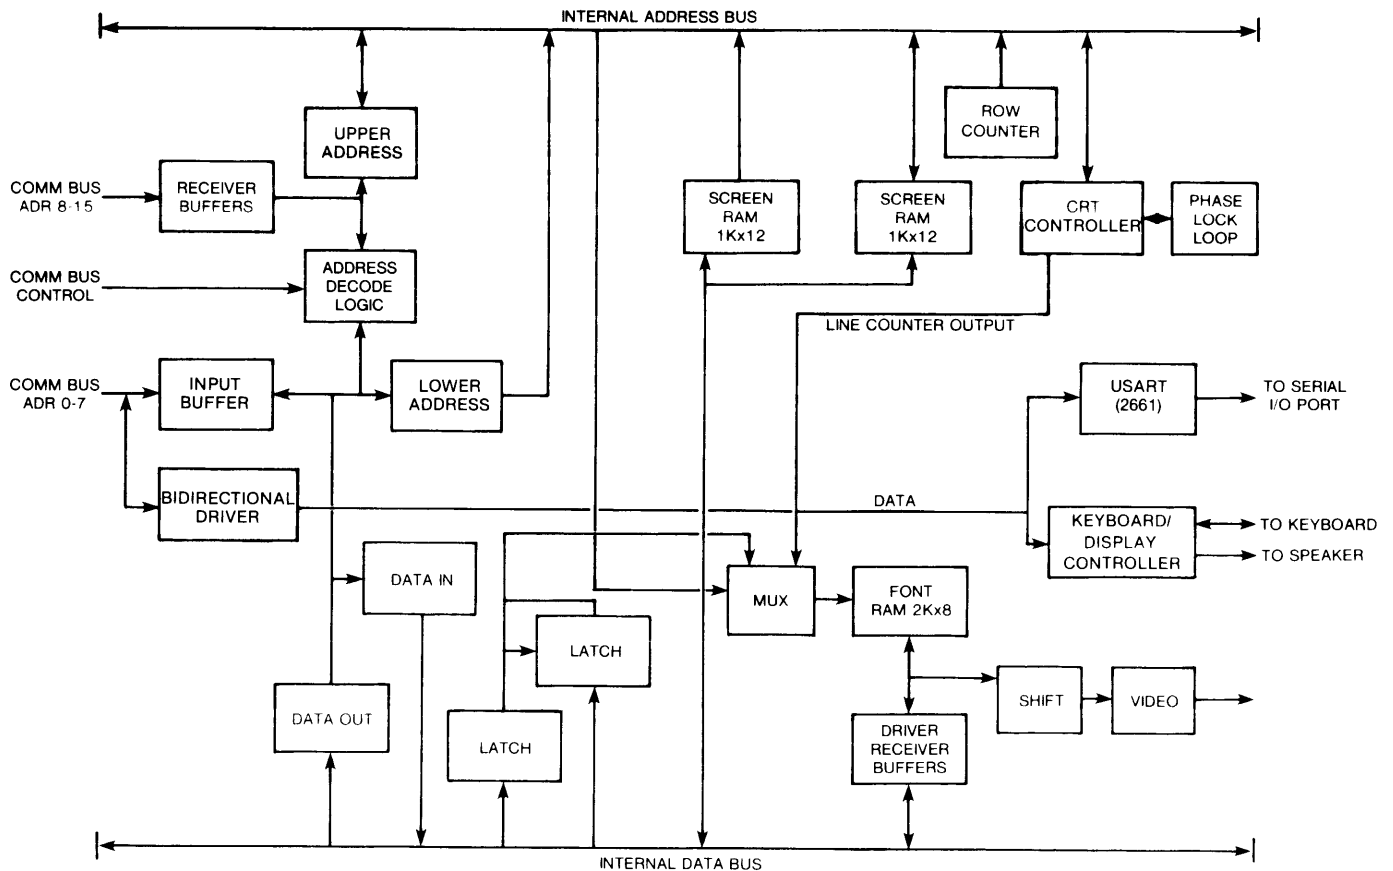 INTERNAL ADDRESS BUS
UPPER
ADDRESS
ROW
COUNTER
COMM BUS
ADR 8-15
RECEIVER
BUFFERS
SCREEN
RAM
1Kx12
SCREEN
RAM
1Kx12
CRT
CONTROLLER
PHASE
LOCK
LOOP
COMM BUS
CONTROL
ADDRESS
DECODE
LOGIC
LINE COUNTER OUTPUT
COMM BUS
ADR 0-7
INPUT
BUFFER
LOWER
ADDRESS
USART
(2661)
TO SERIAL
I/O PORT
BIDIRECTIONAL
DRIVER
DATA
KEYBOARD/
DISPLAY
CONTROLLER
TO KEYBOARD
TO SPEAKER
DATA IN
MUX
FONT
RAM 2Kx8
LATCH
DATA OUT
LATCH
DRIVER
RECEIVER
BUFFERS
SHIFT
VIDEO
INTERNAL DATA BUS